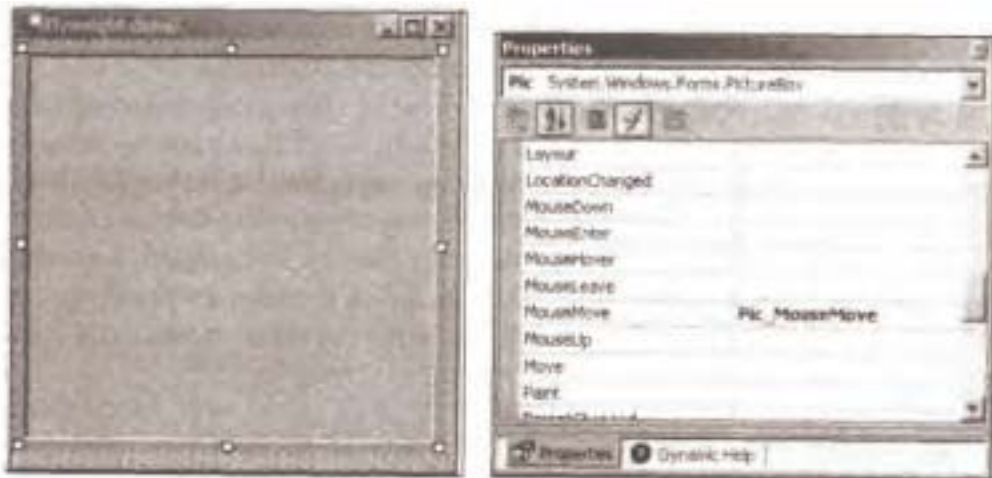 Properties
Pic System.Windows.Forms.PictureBox
Layout
LocationChanged
MouseDown
MouseEnter
MouseHover
MouseLeave
MouseMove Pic_MouseMove
MouseUp
Move
Paint
Properties Dynamic Help